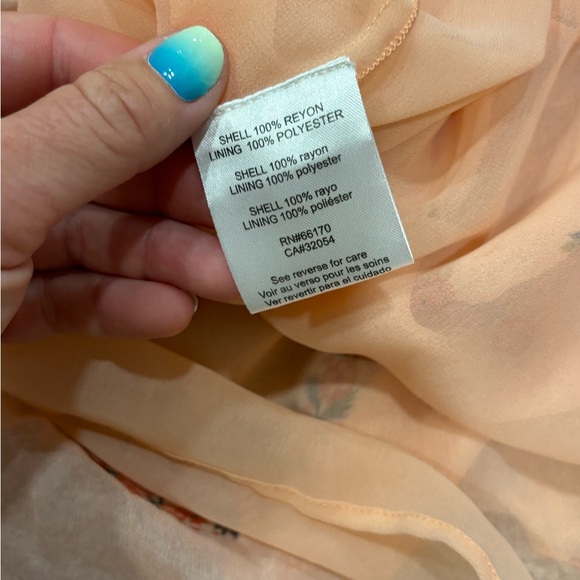 SHELL 100% REYON
LINING 100% POLYESTER
SHELL 100% rayon
LINING 100% polyester
SHELL 100% rayo
LINING 100% poliéster
RN#66170
CA#32054
See reverse for care
Voir au verso pour les soins
Ver revertir para el cuidado